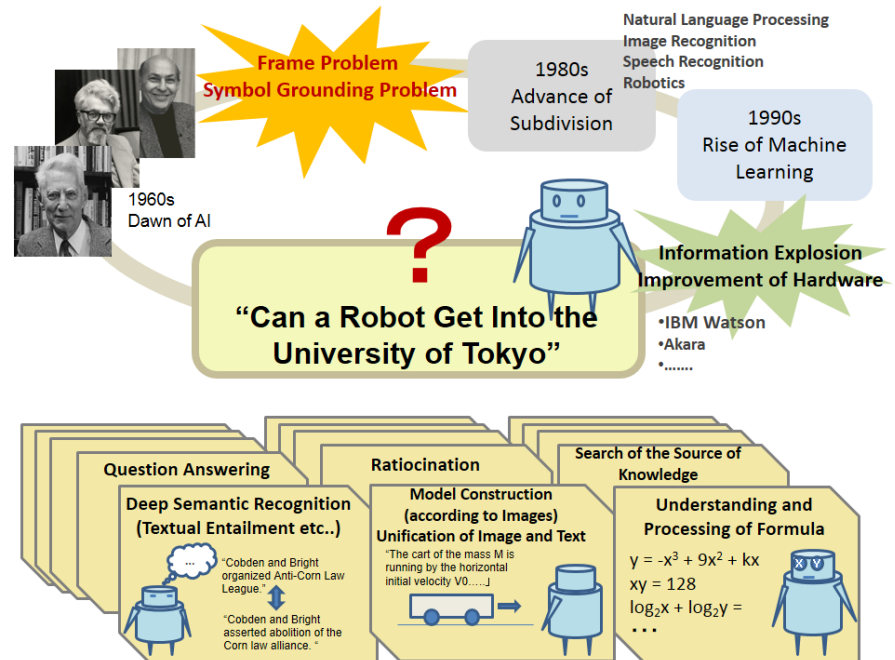 Frame Problem
Symbol Grounding Problem
1980s
Advance of
Subdivision
Natural Language Processing
Image Recognition
Speech Recognition
Robotics
1990s
Rise of Machine
Learning
1960s
Dawn of AI
?
Information Explosion
Improvement of Hardware
“Can a Robot Get Into the
University of Tokyo”
•IBM Watson
•Akara
•…….
Question Answering
Deep Semantic Recognition
(Textual Entailment etc..)
...
“Cobden and Bright
organized Anti-Corn Law
League.”
“Cobden and Bright
asserted abolition of the
Corn law alliance. “
Ratiocination
Model Construction
(according to Images)
Unification of Image and Text
“The cart of the mass M is
running by the horizontal
initial velocity V0…..」
Search of the Source of
Knowledge
Understanding and
Processing of Formula
y = -x³ + 9x² + kx
xy = 128
log₂x + log₂y =
• • •
X Y